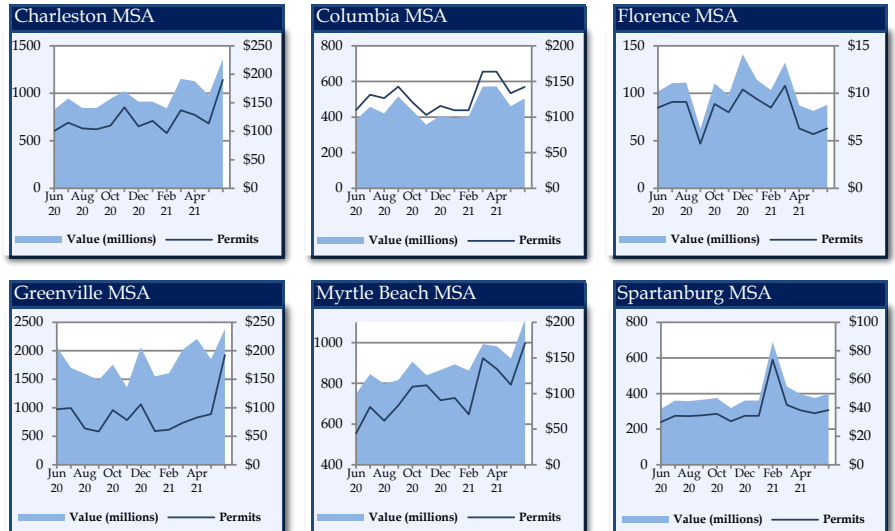 Charleston MSA
1500
1000
500
0
$250
$200
$150
$100
$50
$0
Jun 20
Aug 20
Oct 20
Dec 20
Feb 21
Apr 21
Value (millions)
Permits
Columbia MSA
800
600
400
200
0
$200
$150
$100
$50
$0
Jun 20
Aug 20
Oct 20
Dec 20
Feb 21
Apr 21
Value (millions)
Permits
Florence MSA
150
100
50
0
$15
$10
$5
$0
Jun 20
Aug 20
Oct 20
Dec 20
Feb 21
Apr 21
Value (millions)
Permits
Greenville MSA
2500
2000
1500
1000
500
0
$250
$200
$150
$100
$50
$0
Jun 20
Aug 20
Oct 20
Dec 20
Feb 21
Apr 21
Value (millions)
Permits
Myrtle Beach MSA
1000
800
600
400
$200
$150
$100
$50
$0
Jun 20
Aug 20
Oct 20
Dec 20
Feb 21
Apr 21
Value (millions)
Permits
Spartanburg MSA
800
600
400
200
0
$100
$80
$60
$40
$20
$0
Jun 20
Aug 20
Oct 20
Dec 20
Feb 21
Apr 21
Value (millions)
Permits